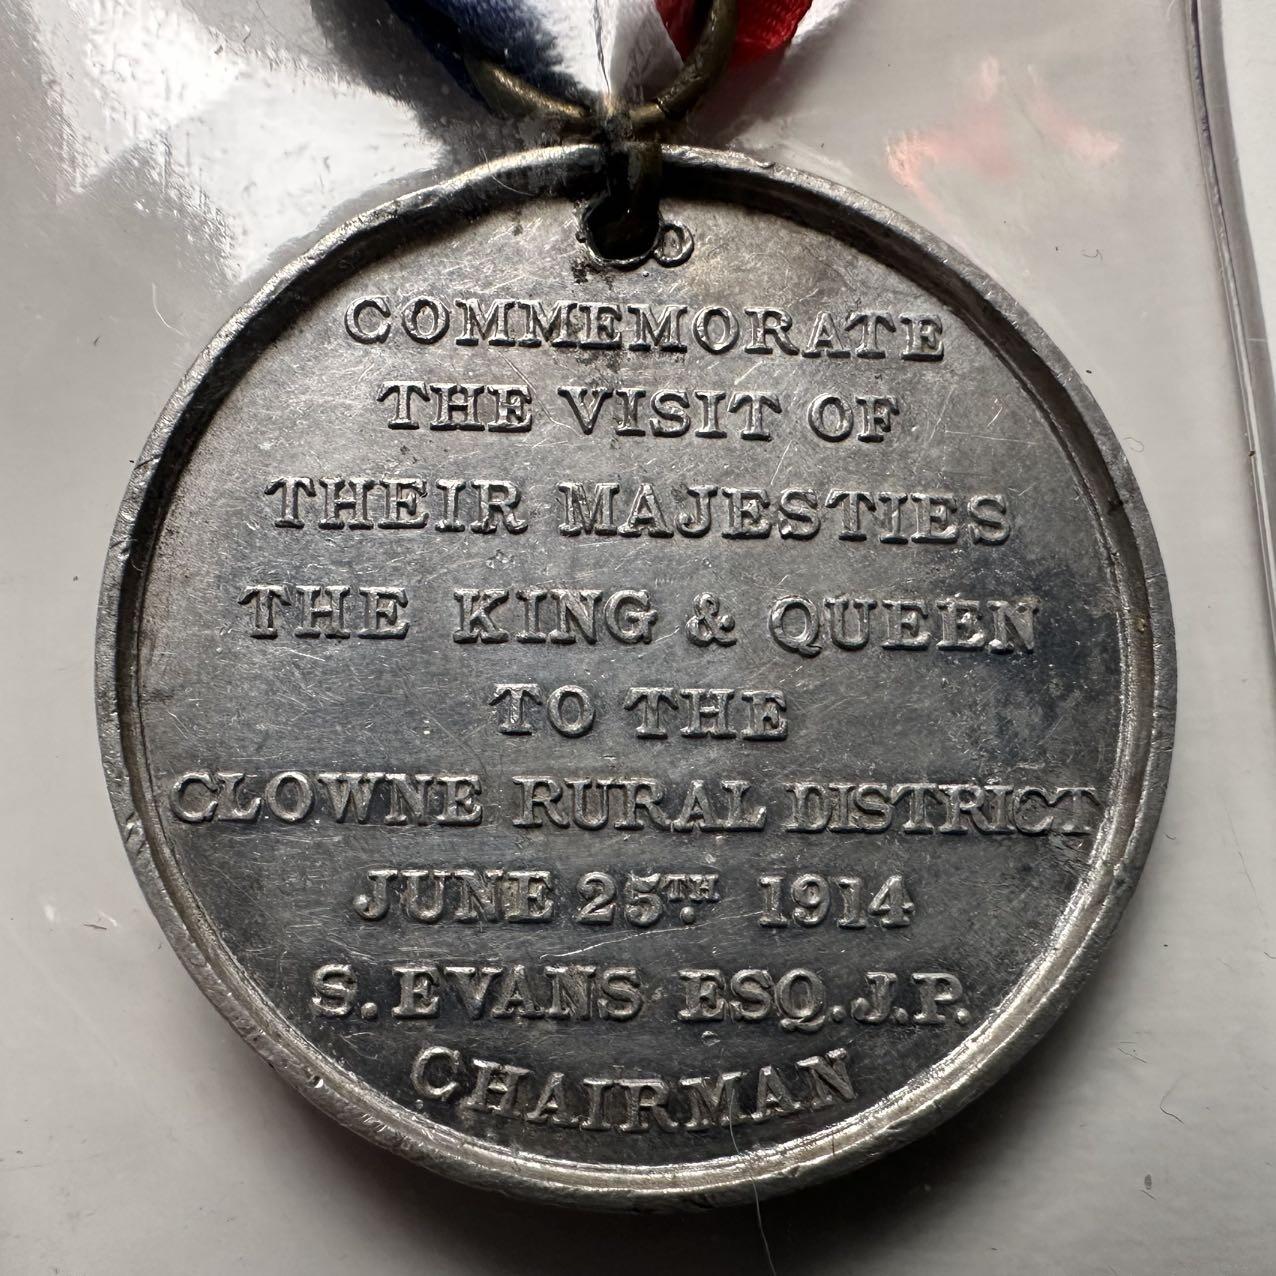 TO
COMMEMORATE
THE VISIT OF
THEIR MAJESTIES
THE KING & QUEEN
TO THE
CLOWNE RURAL DISTRICT
JUNE 25TH. 1914
S. EVANS ESQ. J.P.
CHAIRMAN